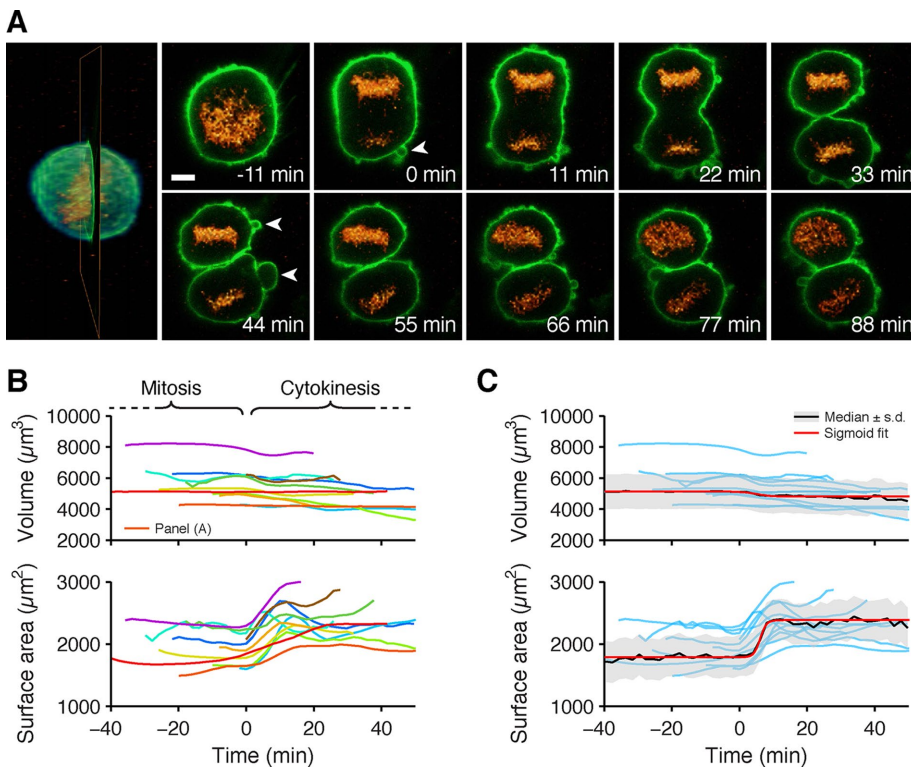 A
-11 min
0 min
11 min
22 min
33 min
44 min
55 min
66 min
77 min
88 min
B
Mitosis
Cytokinesis
Volume (µm³)
10000
8000
6000
4000
2000
Panel (A)
Surface area (µm²)
3000
2000
1000
−40
−20
0
20
40
Time (min)
C
Volume (µm³)
10000
8000
6000
4000
2000
Median ± s.d.
Sigmoid fit
Surface area (µm²)
3000
2000
1000
−40
−20
0
20
40
Time (min)